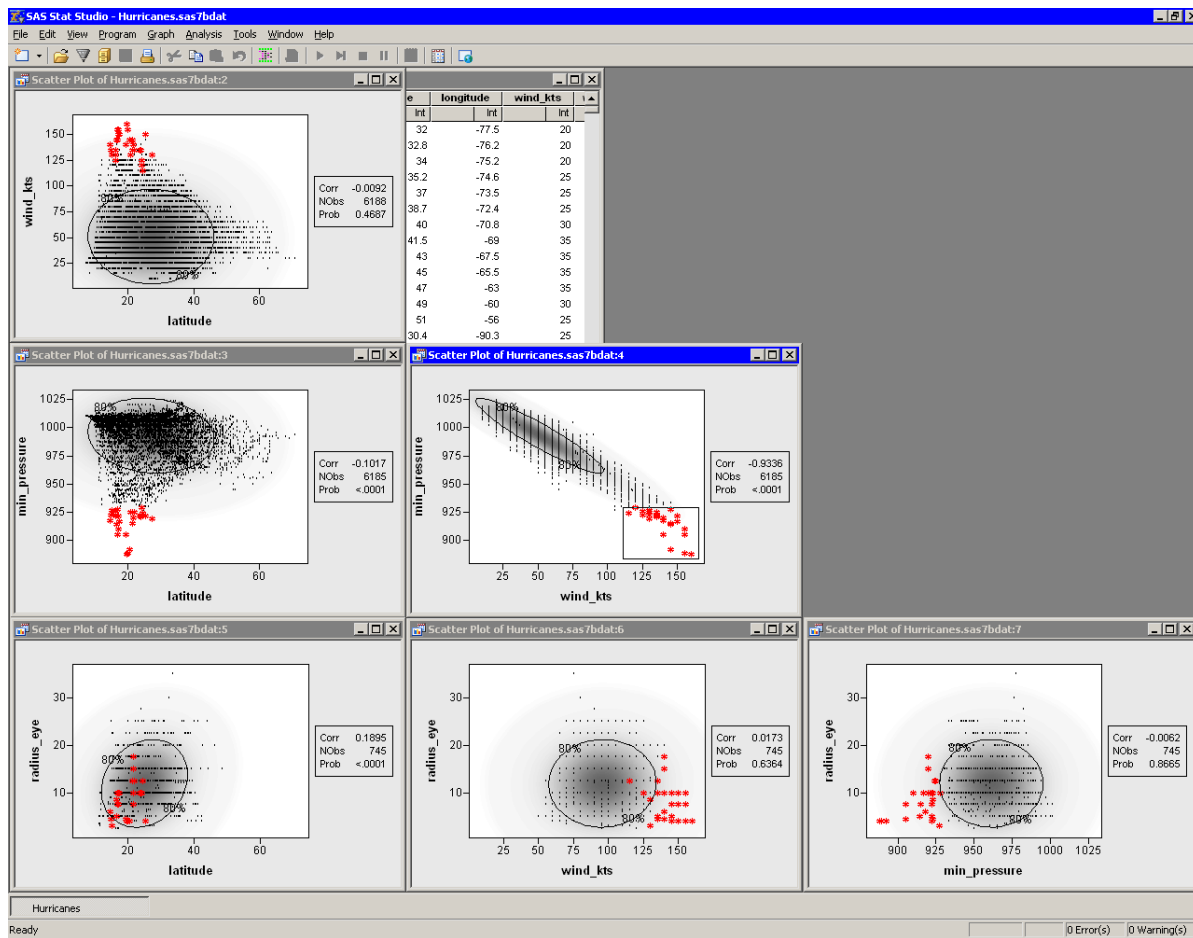 SAS Stat Studio - Hurricanes.sas7bdat
File Edit View Program Graph Analysis Tools Window Help
Scatter Plot of Hurricanes.sas7bdat:2
150
125
100
75
50
25
wind_kts
80%
80%
20 40 60
latitude
Corr -0.0092
NObs 6188
Prob 0.4687
e longitude wind_kts
Int Int Int
32 -77.5 20
32.8 -76.2 20
34 -75.2 20
35.2 -74.6 25
37 -73.5 25
38.7 -72.4 25
40 -70.8 30
41.5 -69 35
43 -67.5 35
45 -65.5 35
47 -63 35
49 -60 30
51 -56 25
30.4 -90.3 25
Scatter Plot of Hurricanes.sas7bdat:3
1025
1000
975
950
925
900
min_pressure
80%
20 40 60
latitude
Corr -0.1017
NObs 6185
Prob <.0001
Scatter Plot of Hurricanes.sas7bdat:4
1025
1000
975
950
925
900
min_pressure
80%
80%
25 50 75 100 125 150
wind_kts
Corr -0.9336
NObs 6185
Prob <.0001
Scatter Plot of Hurricanes.sas7bdat:5
30
20
10
radius_eye
80%
80%
20 40 60
latitude
Corr 0.1895
NObs 745
Prob <.0001
Scatter Plot of Hurricanes.sas7bdat:6
30
20
10
radius_eye
80%
80%
25 50 75 100 125 150
wind_kts
Corr 0.0173
NObs 745
Prob 0.6364
Scatter Plot of Hurricanes.sas7bdat:7
30
20
10
radius_eye
80%
80%
900 925 950 975 1000 1025
min_pressure
Corr -0.0062
NObs 745
Prob 0.8665
Hurricanes
Ready
0 Error(s) 0 Warning(s)